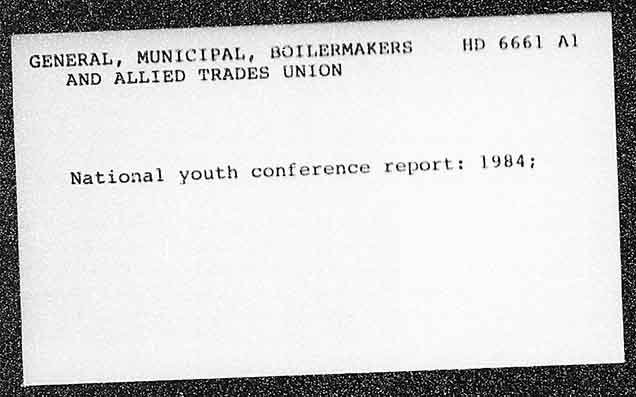 GENERAL, MUNICIPAL, BOILERMAKERS HD 6661 A1
AND ALLIED TRADES UNION
National youth conference report: 1984;